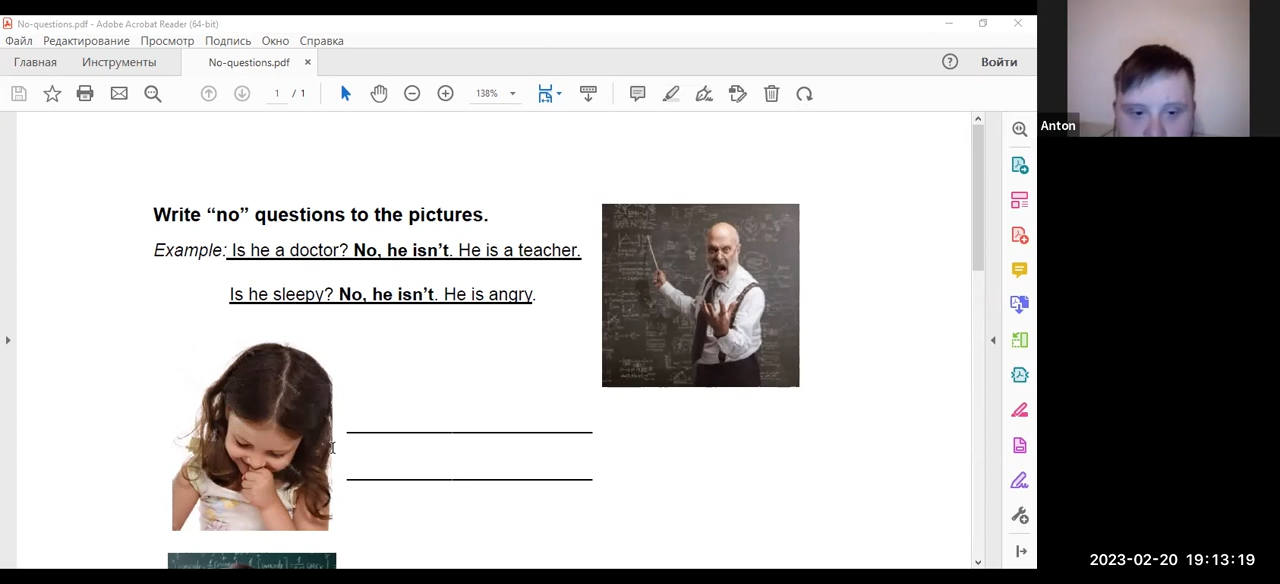 No-questions.pdf - Adobe Acrobat Reader (64-bit)
Файл Редактирование Просмотр Подпись Окно Справка
Главная Инструменты No-questions.pdf × ? Войти
1 / 1 138%
Anton
Write “no” questions to the pictures.
Example: Is he a doctor? No, he isn’t. He is a teacher.
Is he sleepy? No, he isn’t. He is angry.
2023-02-20 19:13:19